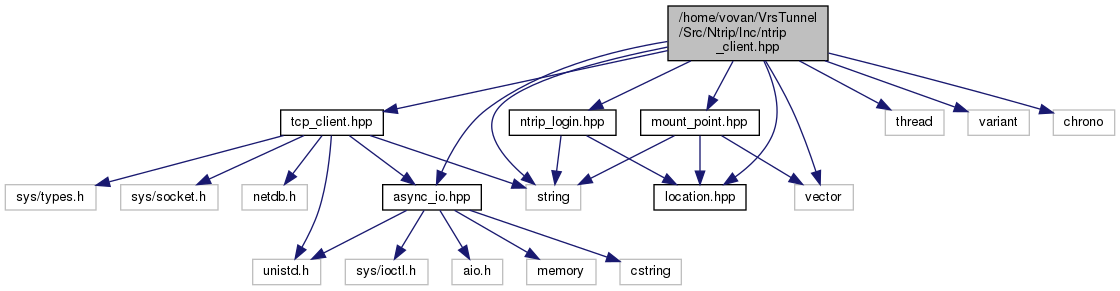 /home/vovan/VrsTunnel
/Src/Ntrip/Inc/ntrip
_client.hpp
tcp_client.hpp
ntrip_login.hpp
mount_point.hpp
thread
variant
chrono
sys/types.h
sys/socket.h
netdb.h
async_io.hpp
string
location.hpp
vector
unistd.h
sys/ioctl.h
aio.h
memory
cstring